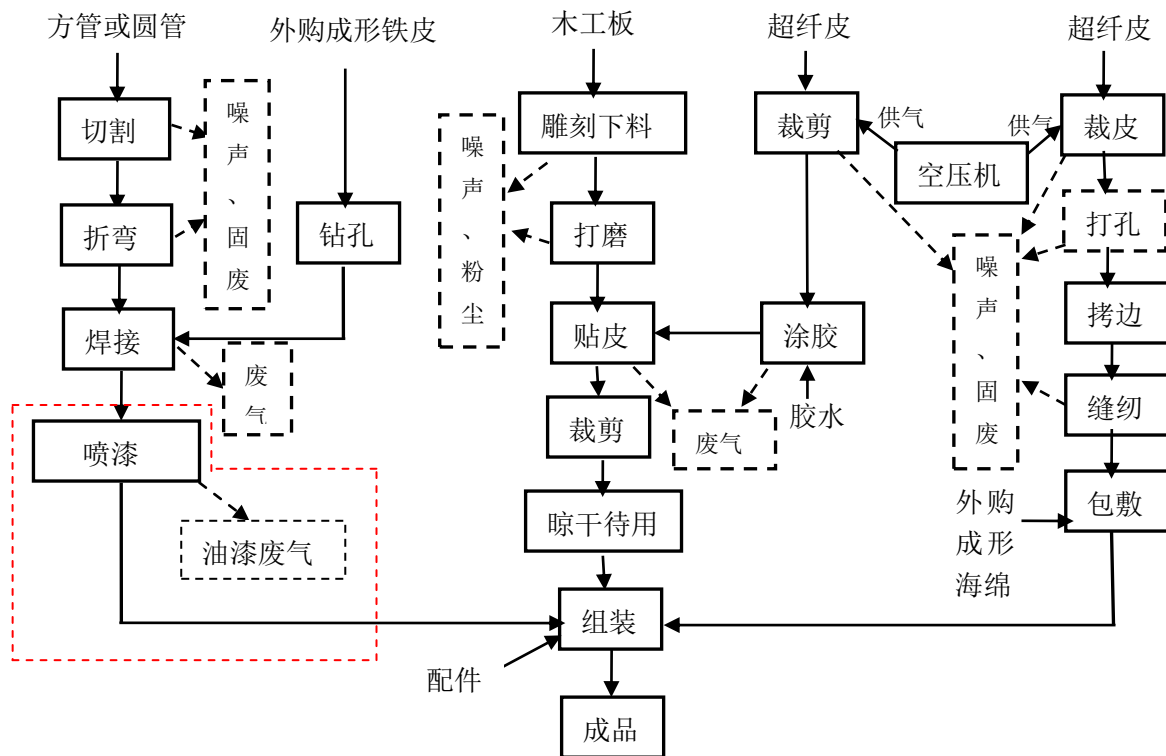 方管或圆管
外购成形铁皮
木工板
超纤皮
超纤皮
切割
噪声、固废
雕刻下料
噪声、粉尘
裁剪
供气
空压机
供气
裁皮
折弯
钻孔
打磨
打孔
噪声、固废
焊接
废气
贴皮
涂胶
拷边
胶水
喷漆
裁剪
废气
缝纫
油漆废气
晾干待用
外购
成形
海绵
包敷
组装
配件
成品